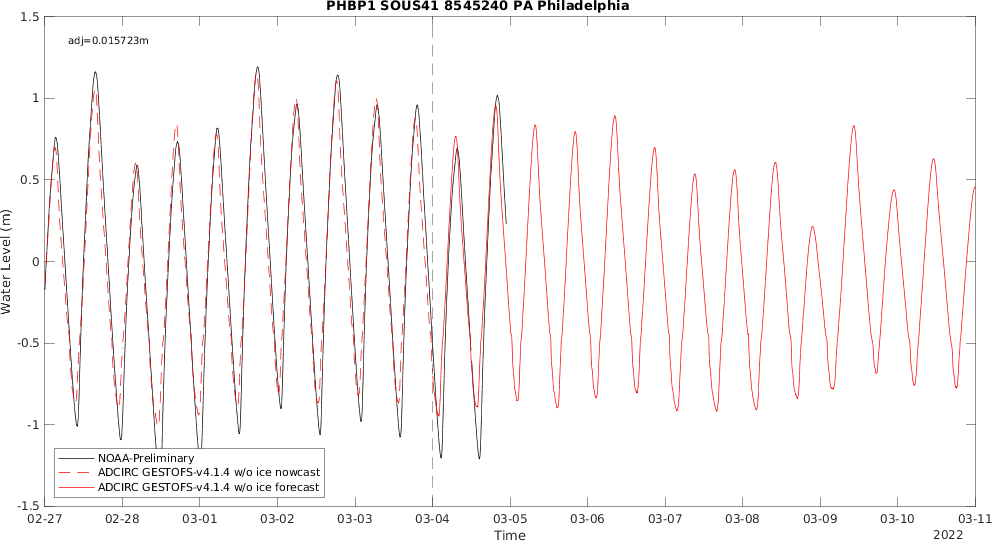 PHBP1 SOUS41 8545240 PA Philadelphia
adj=0.015723m
1.5
1
0.5
0
-0.5
-1
-1.5
Water Level (m)
NOAA-Preliminary
ADCIRC GESTOFS-v4.1.4 w/o ice nowcast
ADCIRC GESTOFS-v4.1.4 w/o ice forecast
02-27 02-28 03-01 03-02 03-03 03-04 03-05 03-06 03-07 03-08 03-09 03-10 03-11
Time
2022